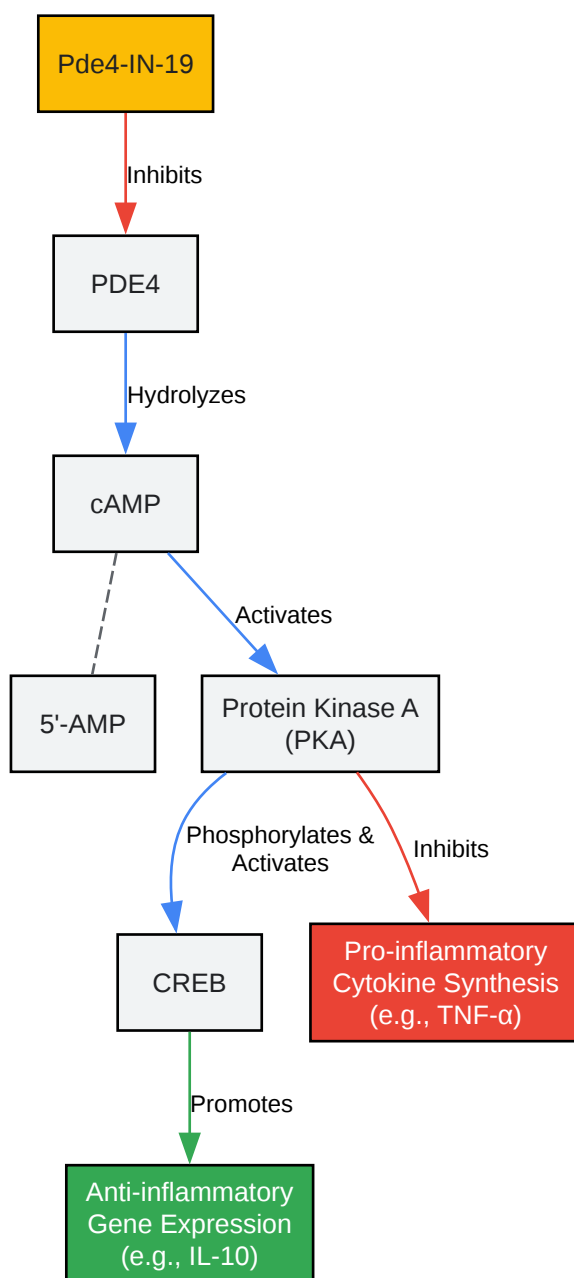 Pde4-IN-19
Inhibits
PDE4
Hydrolyzes
cAMP
Activates
5'-AMP
Protein Kinase A
(PKA)
Phosphorylates &
Activates
Inhibits
CREB
Pro-inflammatory
Cytokine Synthesis
(e.g., TNF-α)
Promotes
Anti-inflammatory
Gene Expression
(e.g., IL-10)